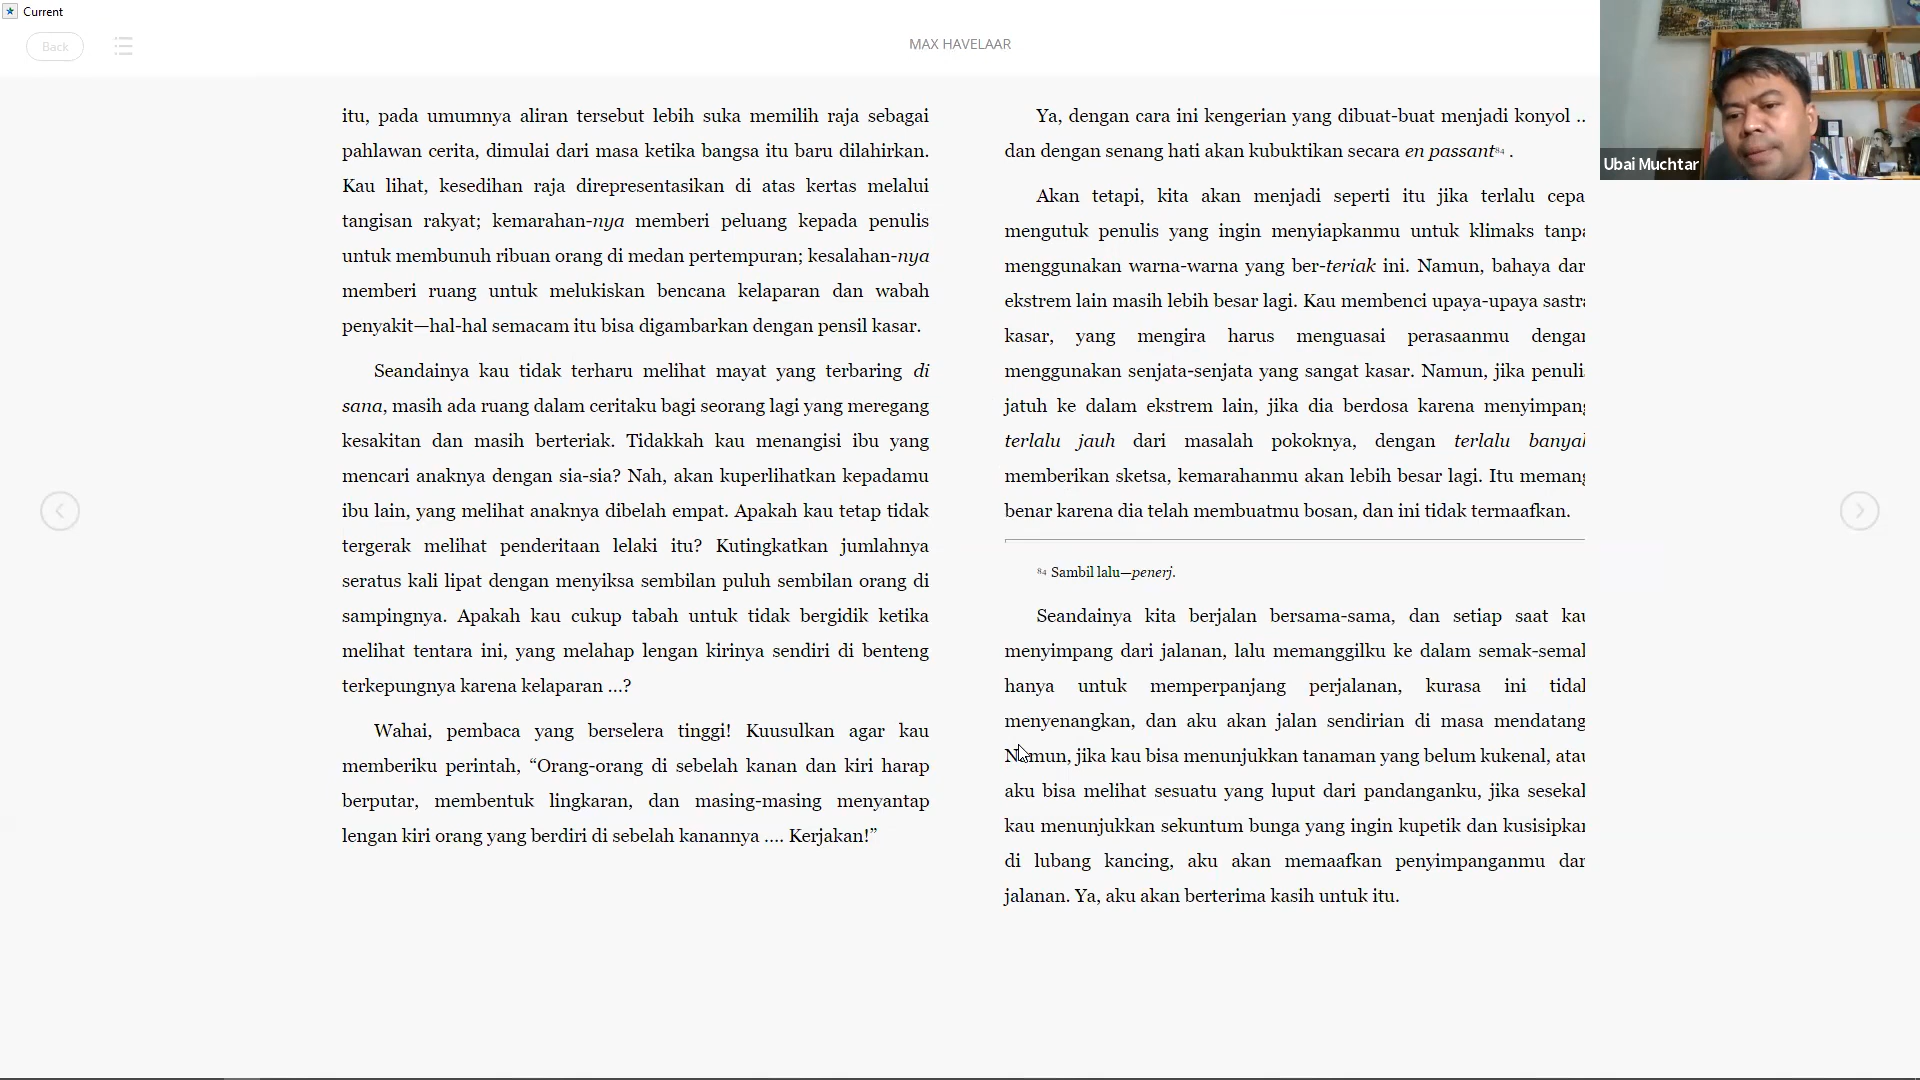 Current
Back
MAX HAVELAAR
Ubai Muchtar
itu, pada umumnya aliran tersebut lebih suka memilih raja sebagai
pahlawan cerita, dimulai dari masa ketika bangsa itu baru dilahirkan.
Kau lihat, kesedihan raja direpresentasikan di atas kertas melalui
tangisan rakyat; kemarahan-nya memberi peluang kepada penulis
untuk membunuh ribuan orang di medan pertempuran; kesalahan-nya
memberi ruang untuk melukiskan bencana kelaparan dan wabah
penyakit—hal-hal semacam itu bisa digambarkan dengan pensil kasar.
Seandainya kau tidak terharu melihat mayat yang terbaring di
sana, masih ada ruang dalam ceritaku bagi seorang lagi yang meregang
kesakitan dan masih berteriak. Tidakkah kau menangisi ibu yang
mencari anaknya dengan sia-sia? Nah, akan kuperlihatkan kepadamu
ibu lain, yang melihat anaknya dibelah empat. Apakah kau tetap tidak
tergerak melihat penderitaan lelaki itu? Kutingkatkan jumlahnya
seratus kali lipat dengan menyiksa sembilan puluh sembilan orang di
sampingnya. Apakah kau cukup tabah untuk tidak bergidik ketika
melihat tentara ini, yang melahap lengan kirinya sendiri di benteng
terkepungnya karena kelaparan ...?
Wahai, pembaca yang berselera tinggi! Kuusulkan agar kau
memberiku perintah, “Orang-orang di sebelah kanan dan kiri harap
berputar, membentuk lingkaran, dan masing-masing menyantap
lengan kiri orang yang berdiri di sebelah kanannya .... Kerjakan!”
Ya, dengan cara ini kengerian yang dibuat-buat menjadi konyol ..
dan dengan senang hati akan kubuktikan secara en passant⁸⁴ .
Akan tetapi, kita akan menjadi seperti itu jika terlalu cepa
mengutuk penulis yang ingin menyiapkanmu untuk klimaks tanpa
menggunakan warna-warna yang ber-teriak ini. Namun, bahaya dar
ekstrem lain masih lebih besar lagi. Kau membenci upaya-upaya sastra
kasar, yang mengira harus menguasai perasaanmu dengan
menggunakan senjata-senjata yang sangat kasar. Namun, jika penuli
jatuh ke dalam ekstrem lain, jika dia berdosa karena menyimpang
terlalu jauh dari masalah pokoknya, dengan terlalu banyak
memberikan sketsa, kemarahanmu akan lebih besar lagi. Itu memang
benar karena dia telah membuatmu bosan, dan ini tidak termaafkan.
⁸⁴ Sambil lalu—penerj.
Seandainya kita berjalan bersama-sama, dan setiap saat kau
menyimpang dari jalanan, lalu memanggilku ke dalam semak-semak
hanya untuk memperpanjang perjalanan, kurasa ini tidak
menyenangkan, dan aku akan jalan sendirian di masa mendatang
Namun, jika kau bisa menunjukkan tanaman yang belum kukenal, atau
aku bisa melihat sesuatu yang luput dari pandanganku, jika sesekal
kau menunjukkan sekuntum bunga yang ingin kupetik dan kusisipkan
di lubang kancing, aku akan memaafkan penyimpanganmu dar
jalanan. Ya, aku akan berterima kasih untuk itu.